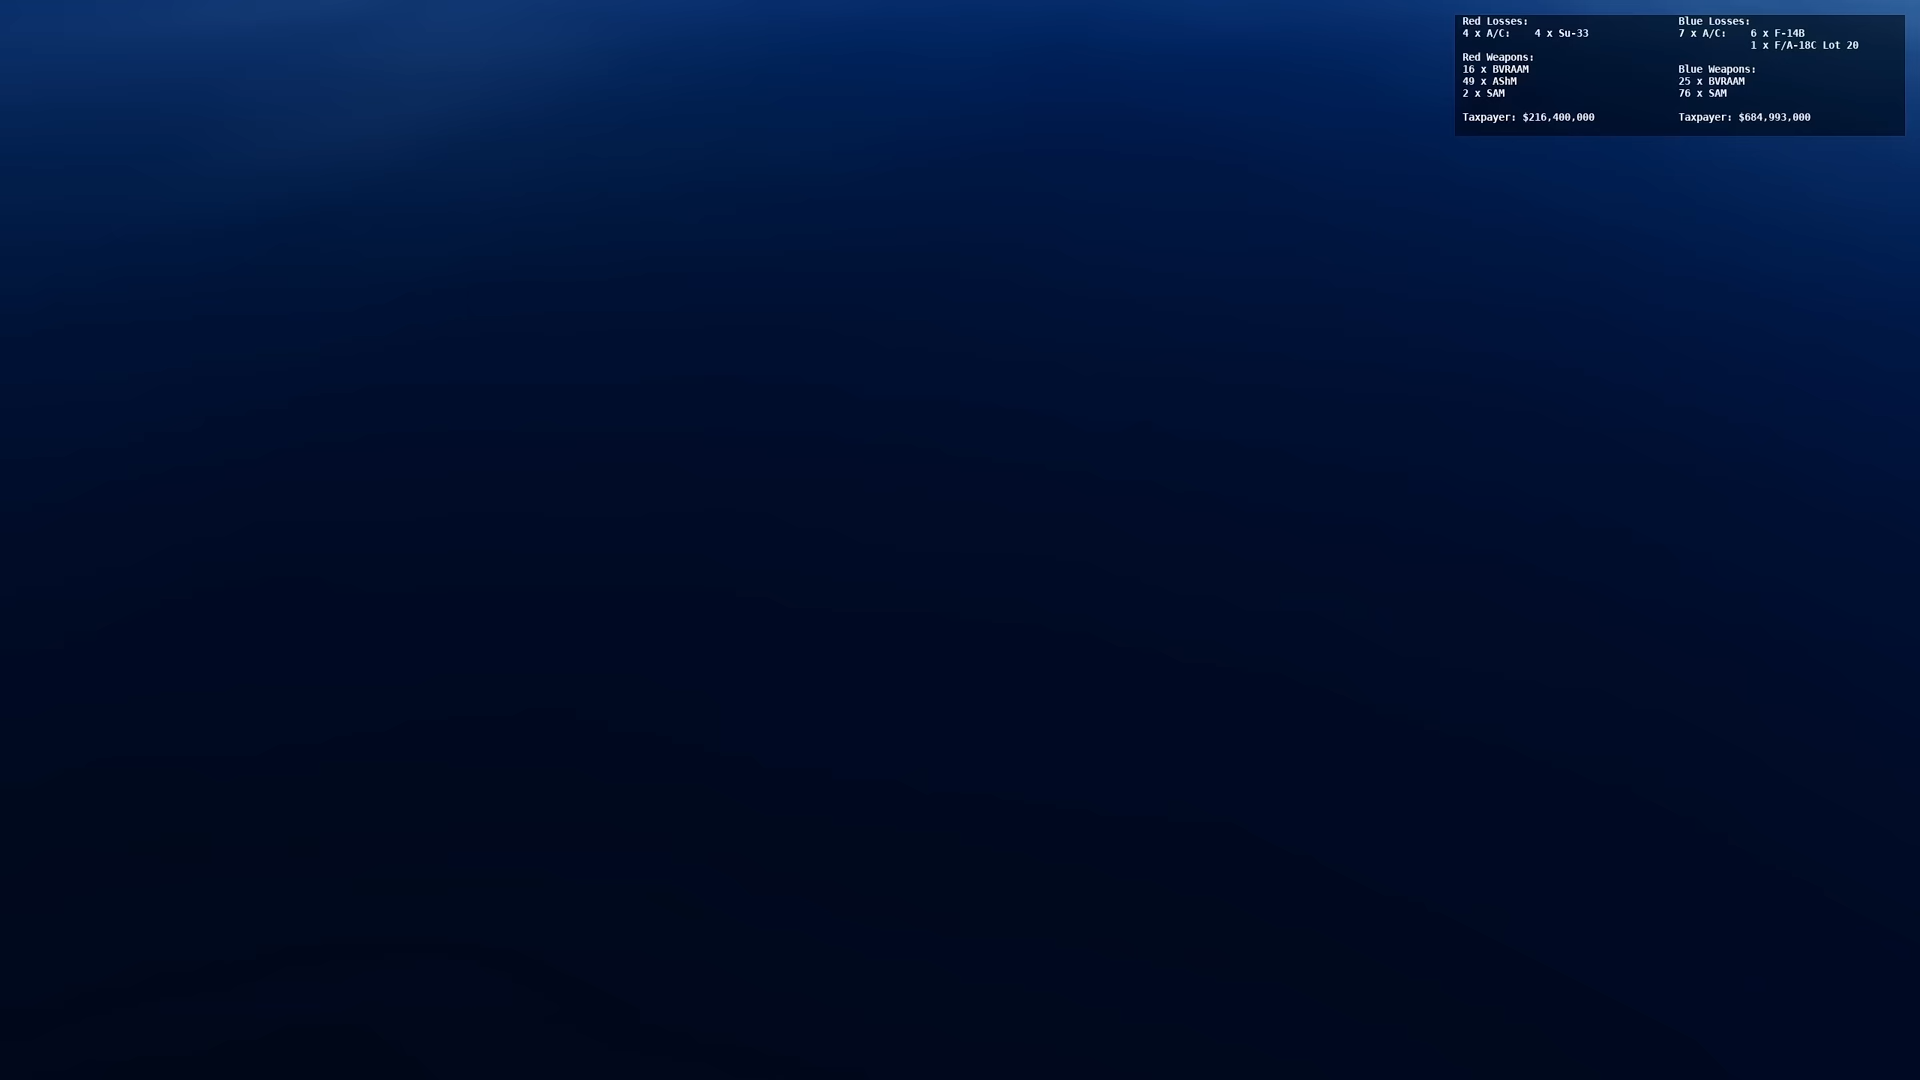 Red Losses:
4 x A/C:    4 x Su-33
Red Weapons:
16 x BVRAAM
49 x AShM
2 x SAM
Taxpayer: $216,400,000
Blue Losses:
7 x A/C:    6 x F-14B
1 x F/A-18C Lot 20
Blue Weapons:
25 x BVRAAM
76 x SAM
Taxpayer: $684,993,000